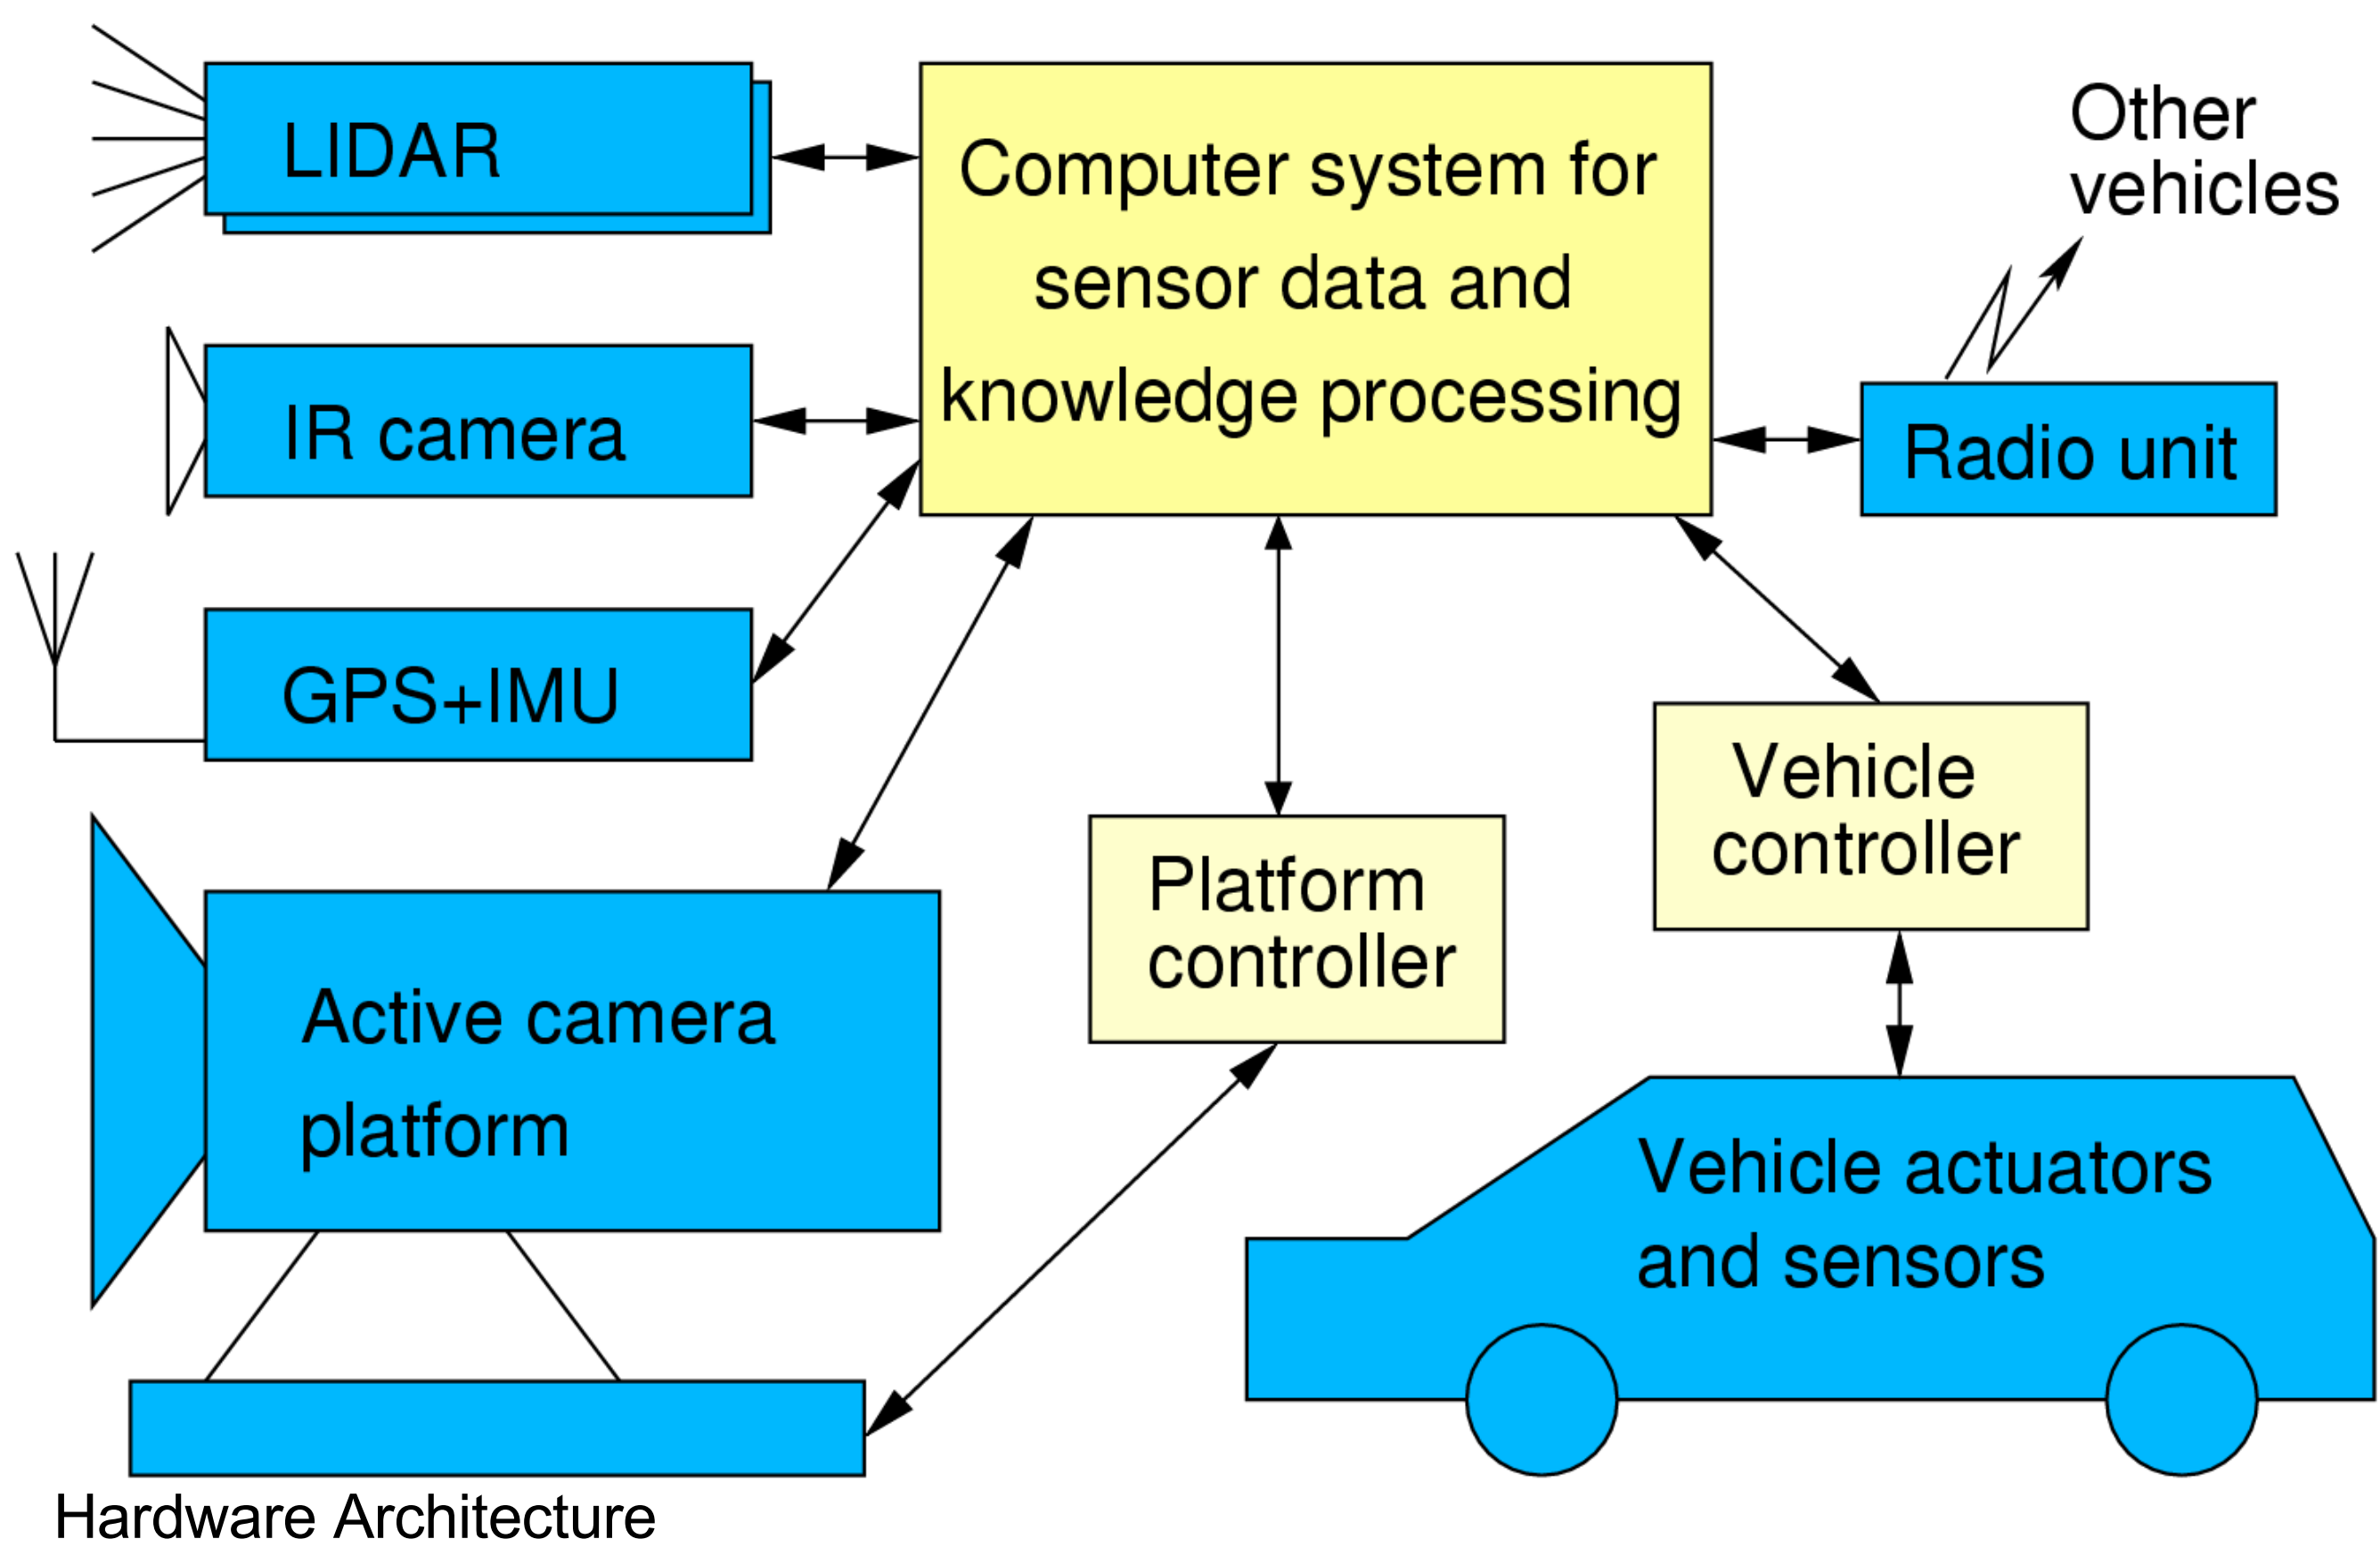 LIDAR
Computer system for
sensor data and
knowledge processing
Other
vehicles
IR camera
Radio unit
GPS+IMU
Vehicle
controller
Platform
controller
Active camera
platform
Vehicle actuators
and sensors
Hardware Architecture